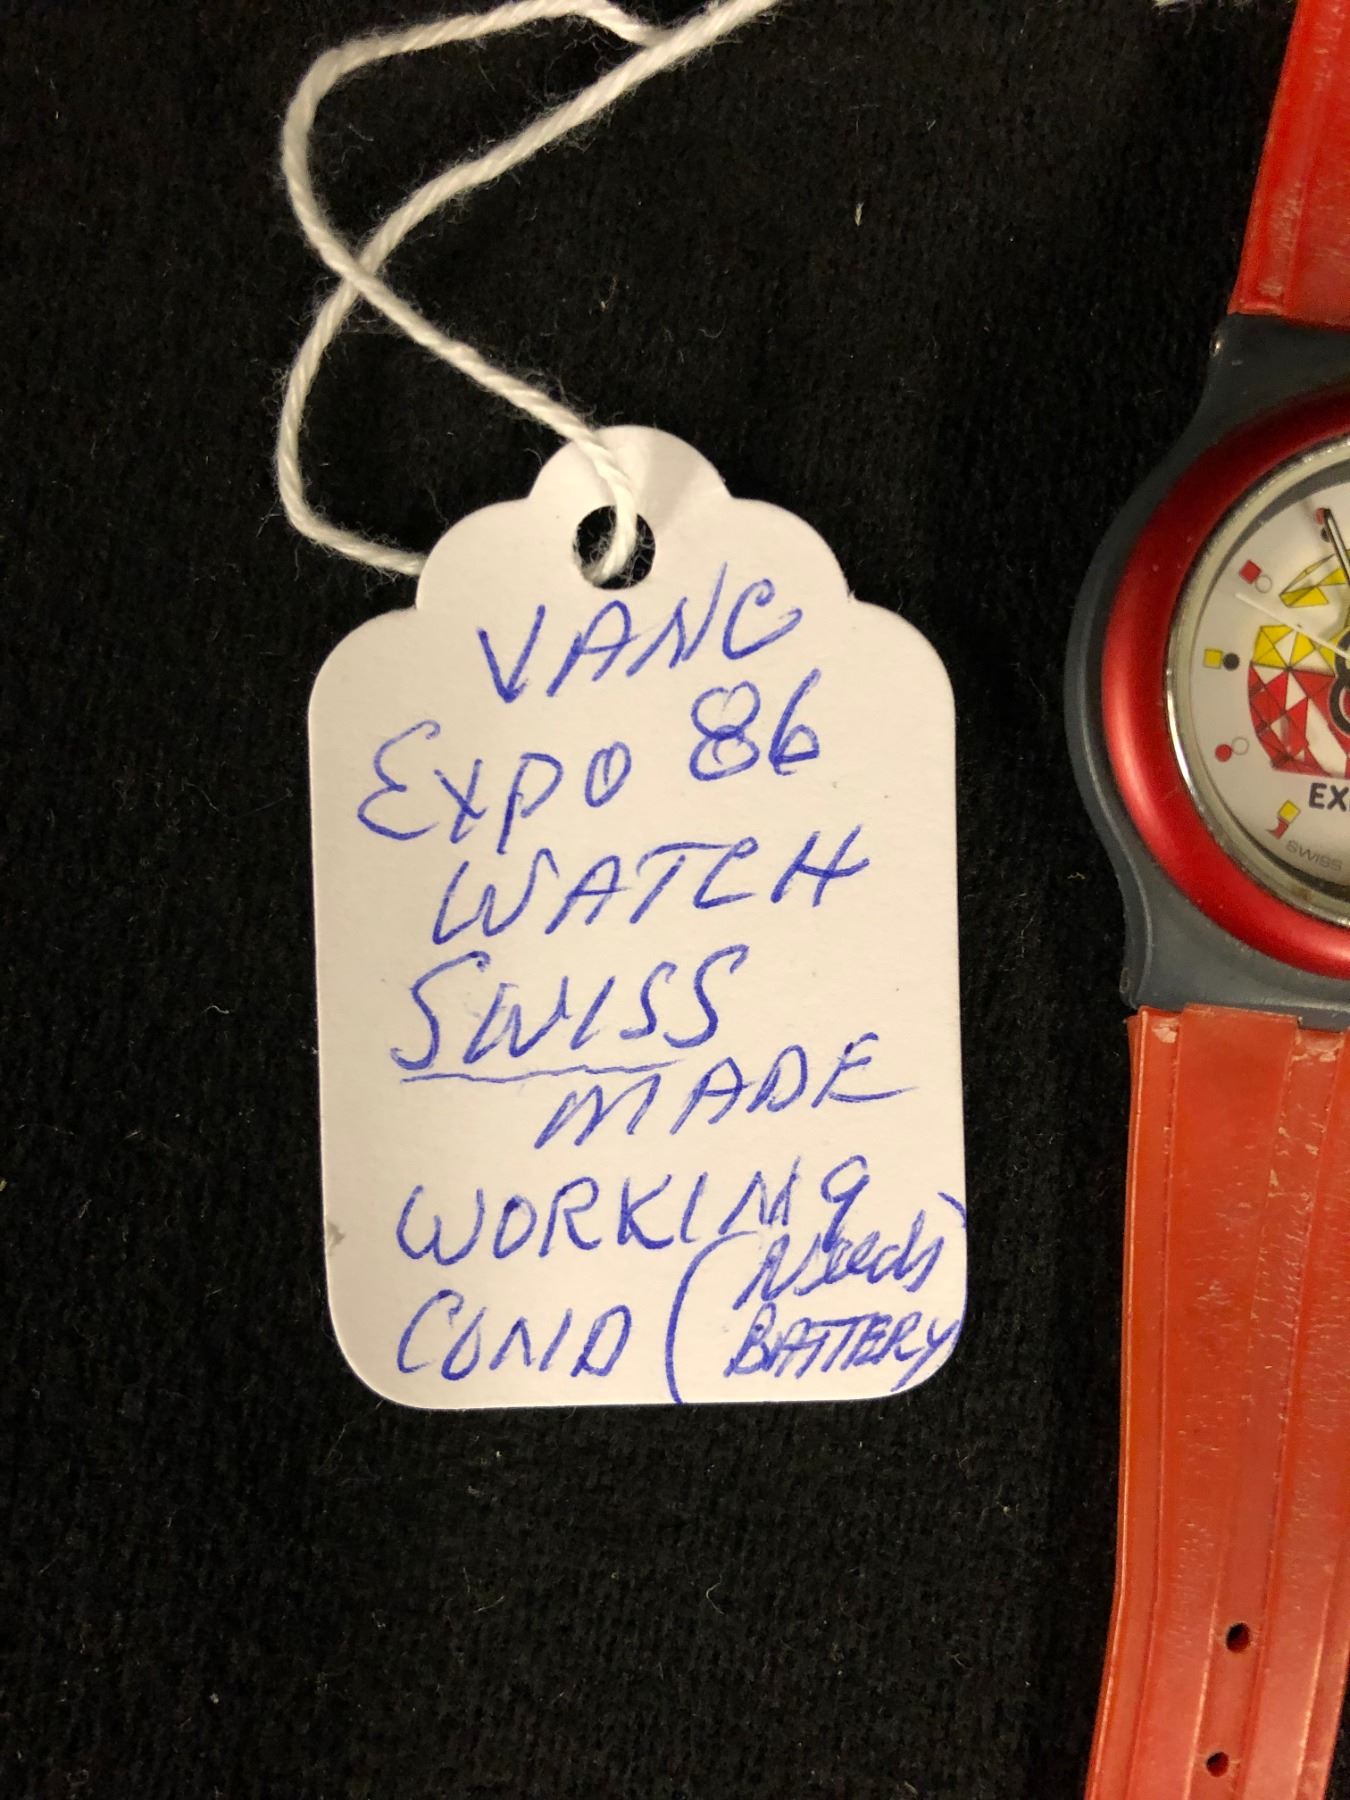 VANC
EXPO 86
WATCH
SWISS
MADE
WORKING
COND (Needs
BATTERY)
EX
SWISS